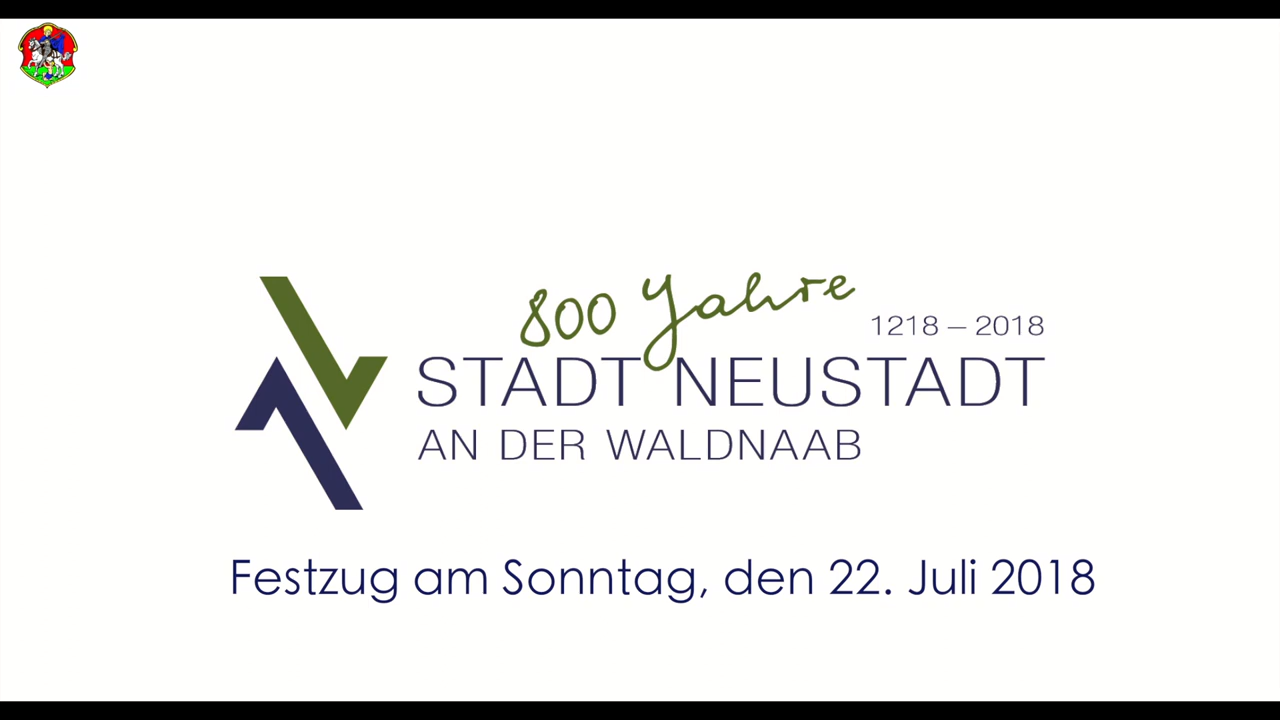 800 Jahre
1218 – 2018
STADT NEUSTADT
AN DER WALDNAAB
Festzug am Sonntag, den 22. Juli 2018